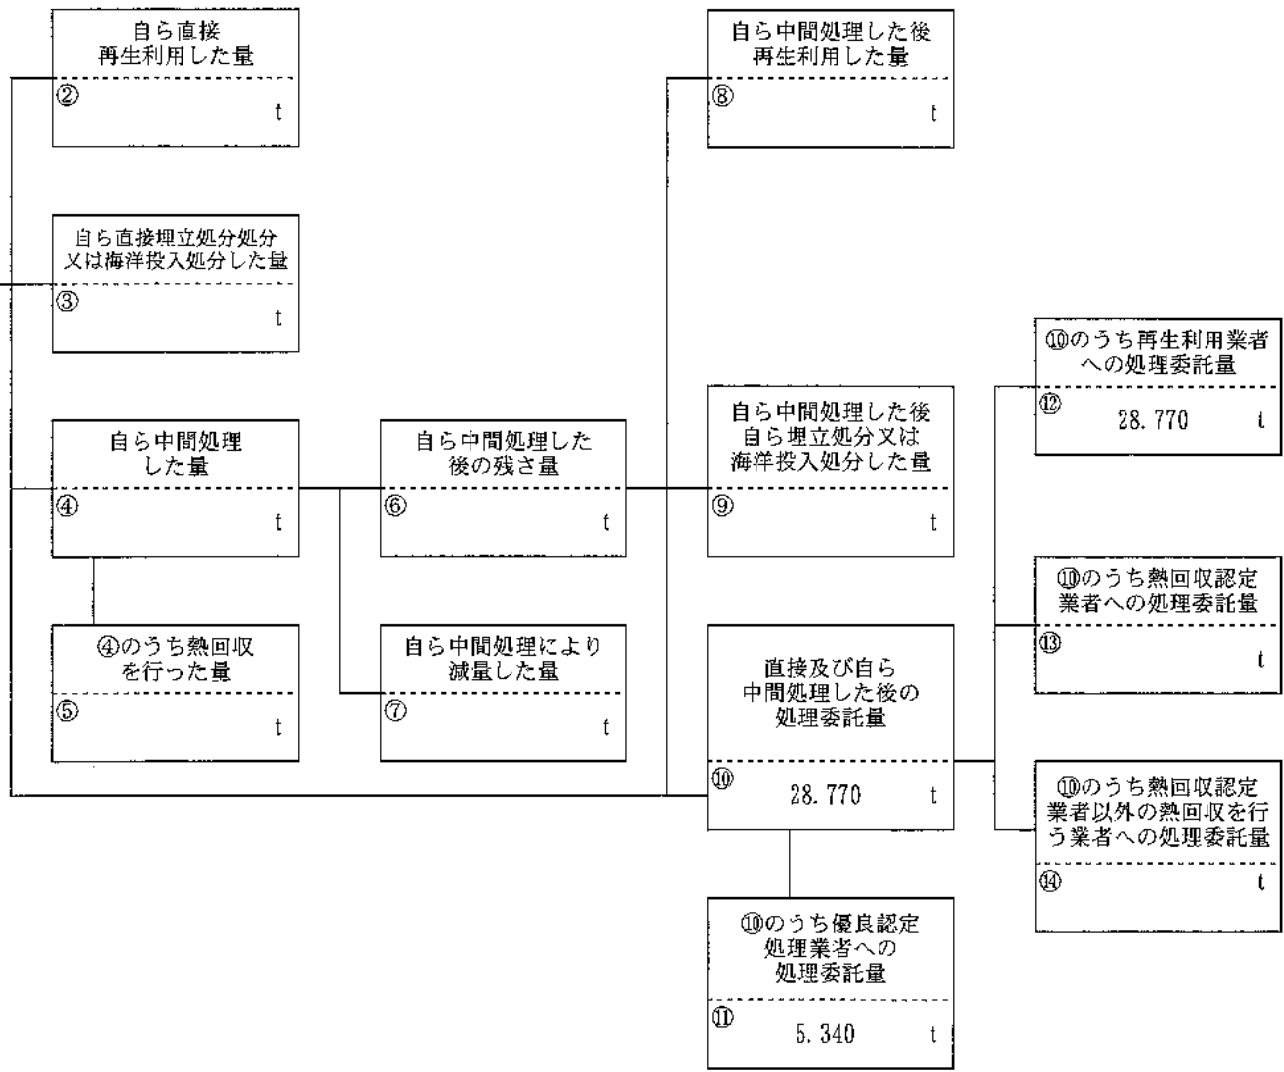 自ら直接
再生利用した量
②
t
自ら直接埋立処分処分
又は海洋投入処分した量
③
t
自ら中間処理
した量
④
t
④のうち熱回収
を行った量
⑤
t
自ら中間処理した
後の残さ量
⑥
t
自ら中間処理により
減量した量
⑦
t
自ら中間処理した後
再生利用した量
⑧
t
自ら中間処理した後
自ら埋立処分又は
海洋投入処分した量
⑨
t
直接及び自ら
中間処理した後の
処理委託量
⑩
28.770 t
⑩のうち優良認定
処理業者への
処理委託量
⑪
5.340 t
⑩のうち再生利用業者
への処理委託量
⑫
28.770 t
⑩のうち熱回収認定
業者への処理委託量
⑬
t
⑩のうち熱回収認定
業者以外の熱回収を行
う業者への処理委託量
⑭
t